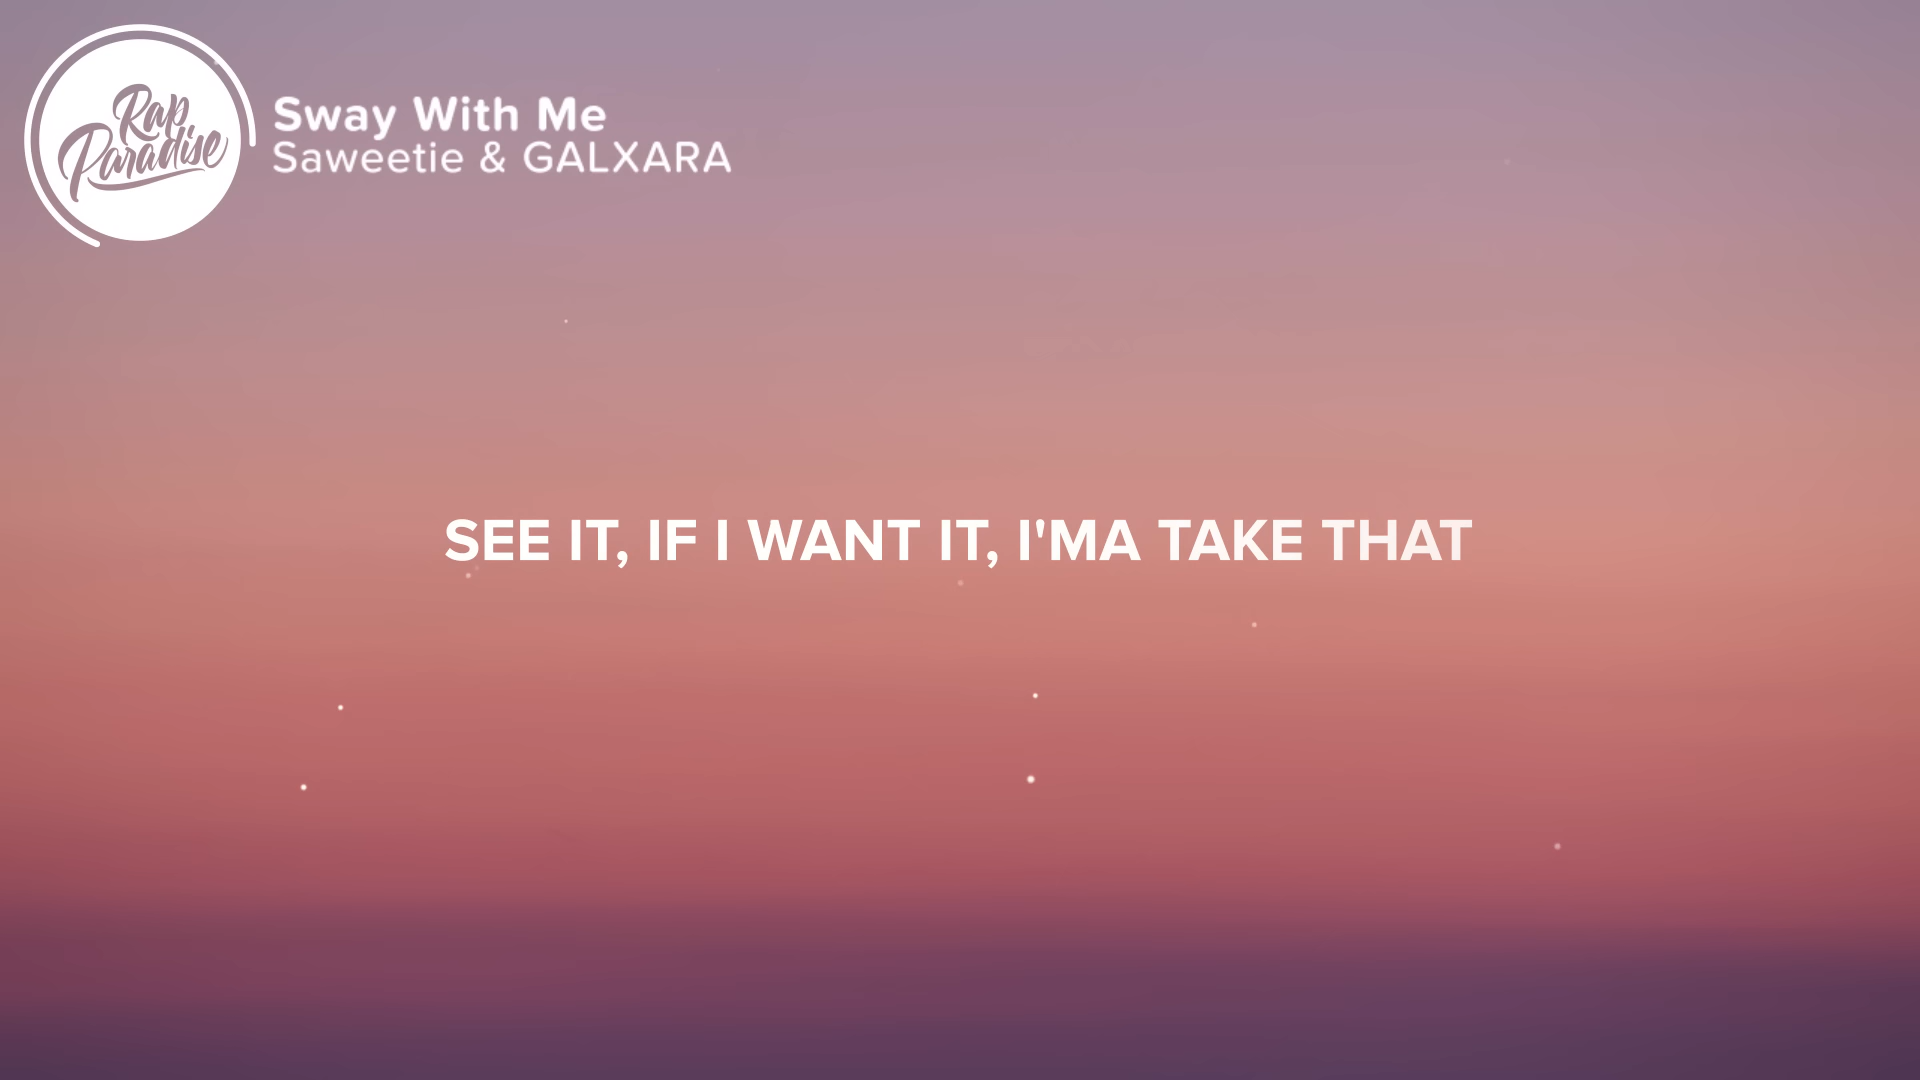 Rap
Paradise
Sway With Me
Saweetie & GALXARA
SEE IT, IF I WANT IT, I'MA TAKE THAT